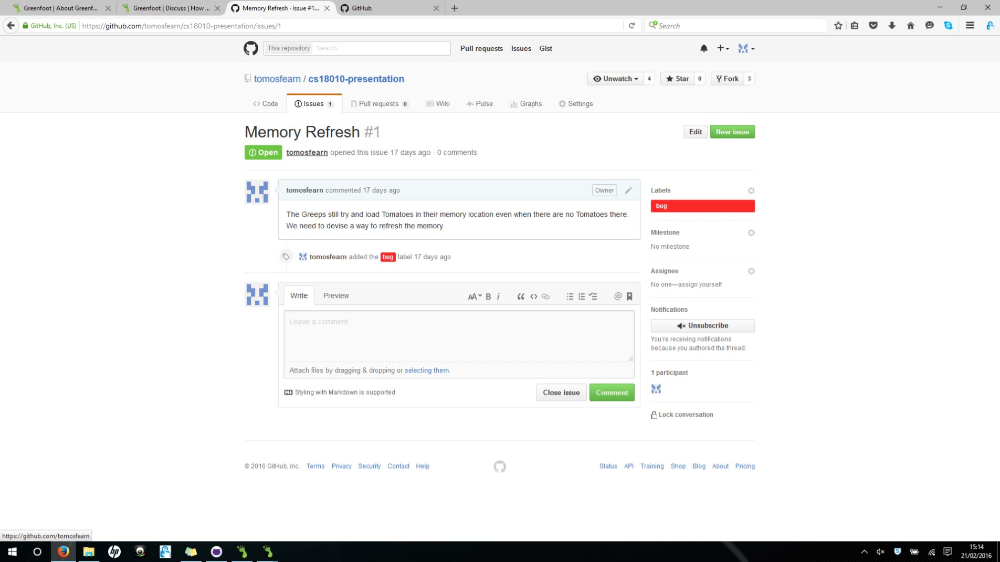 Greenfoot | About Greenf...
Greenfoot | Discuss | How ...
Memory Refresh · Issue #1...
GitHub
GitHub, Inc. (US)
https://github.com/tomosfearn/cs18010-presentation/issues/1
Search
This repository
Search
Pull requests Issues Gist
tomosfearn / cs18010-presentation
Unwatch 4
Star 0
Fork 3
Code
Issues 1
Pull requests 0
Wiki
Pulse
Graphs
Settings
Memory Refresh #1
Edit
New issue
Open
tomosfearn opened this issue 17 days ago · 0 comments
tomosfearn commented 17 days ago
Owner
The Greeps still try and load Tomatoes in their memory location even when there are no Tomatoes there.
We need to devise a way to refresh the memory
tomosfearn added the bug label 17 days ago
Write
Preview
AA B i
Leave a comment
Attach files by dragging & dropping or selecting them.
Styling with Markdown is supported
Close issue
Comment
Labels
bug
Milestone
No milestone
Assignee
No one—assign yourself
Notifications
Unsubscribe
You're receiving notifications
because you authored the thread.
1 participant
Lock conversation
© 2016 GitHub, Inc. Terms Privacy Security Contact Help
Status API Training Shop Blog About Pricing
https://github.com/tomosfearn
hp
15:14
21/02/2016